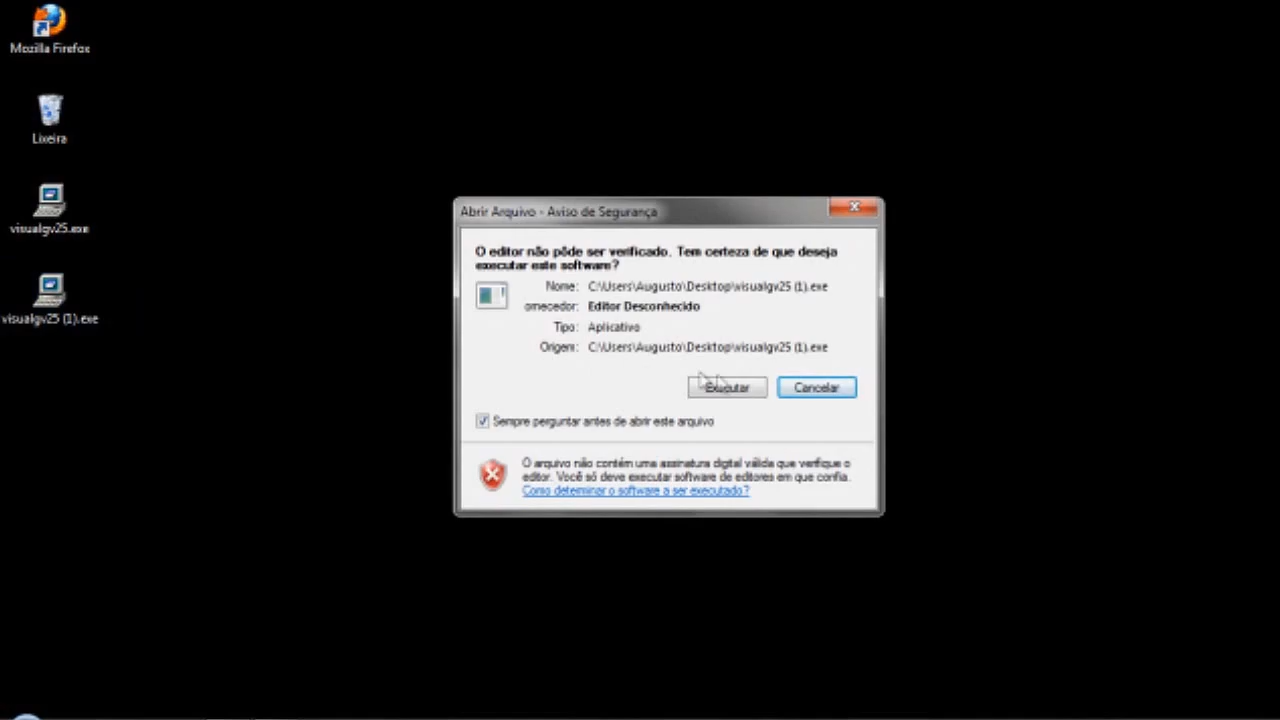 Mozilla Firefox
Lixeira
visualgv25.exe
visualgv25 (1).exe
Abrir Arquivo - Aviso de Segurança
O editor não pôde ser verificado. Tem certeza de que deseja
executar este software?
Nome: C:\Users\Augusto\Desktop\visualgv25 (1).exe
ornecedor: Editor Desconhecido
Tipo: Aplicativo
Origem: C:\Users\Augusto\Desktop\visualgv25 (1).exe
Executar Cancelar
Sempre perguntar antes de abrir este arquivo
O arquivo não contém uma assinatura digital válida que verifique o
editor. Você só deve executar software de editores em que confia.
Como determinar o software a ser executado?